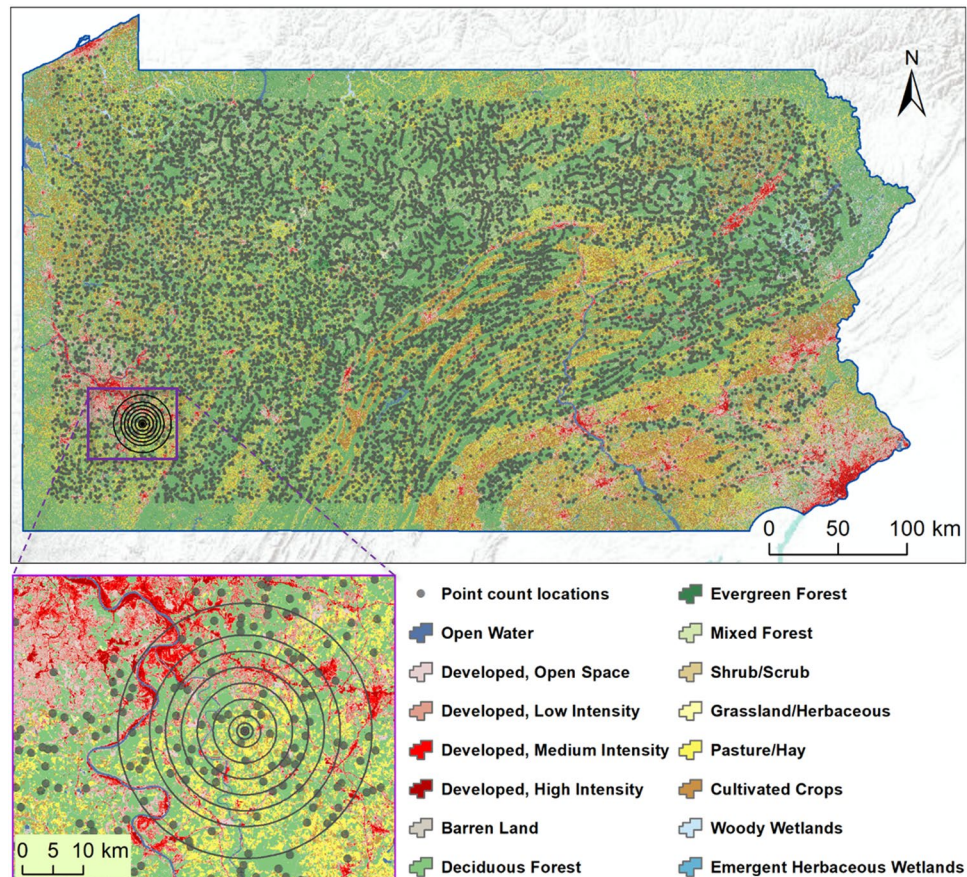 N
0 50 100 km
0 5 10 km
Point count locations
Open Water
Developed, Open Space
Developed, Low Intensity
Developed, Medium Intensity
Developed, High Intensity
Barren Land
Deciduous Forest
Evergreen Forest
Mixed Forest
Shrub/Scrub
Grassland/Herbaceous
Pasture/Hay
Cultivated Crops
Woody Wetlands
Emergent Herbaceous Wetlands